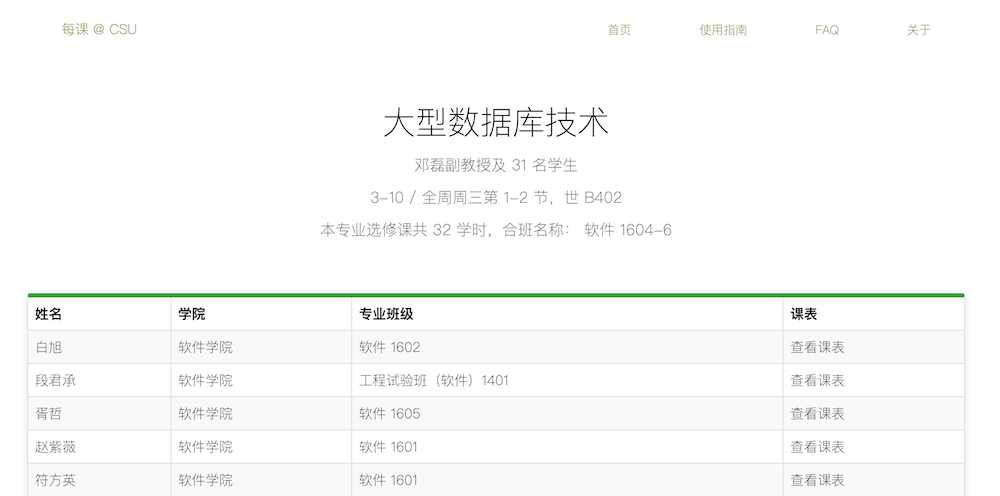 每课 @ CSU 首页 使用指南 FAQ 关于
大型数据库技术
邓磊副教授及 31 名学生
3-10 / 全周周三第 1-2 节，世 B402
本专业选修课共 32 学时，合班名称： 软件 1604-6
姓名 学院 专业班级 课表
白旭 软件学院 软件 1602 查看课表
段君承 软件学院 工程试验班（软件）1401 查看课表
胥哲 软件学院 软件 1605 查看课表
赵紫薇 软件学院 软件 1601 查看课表
符方英 软件学院 软件 1601 查看课表